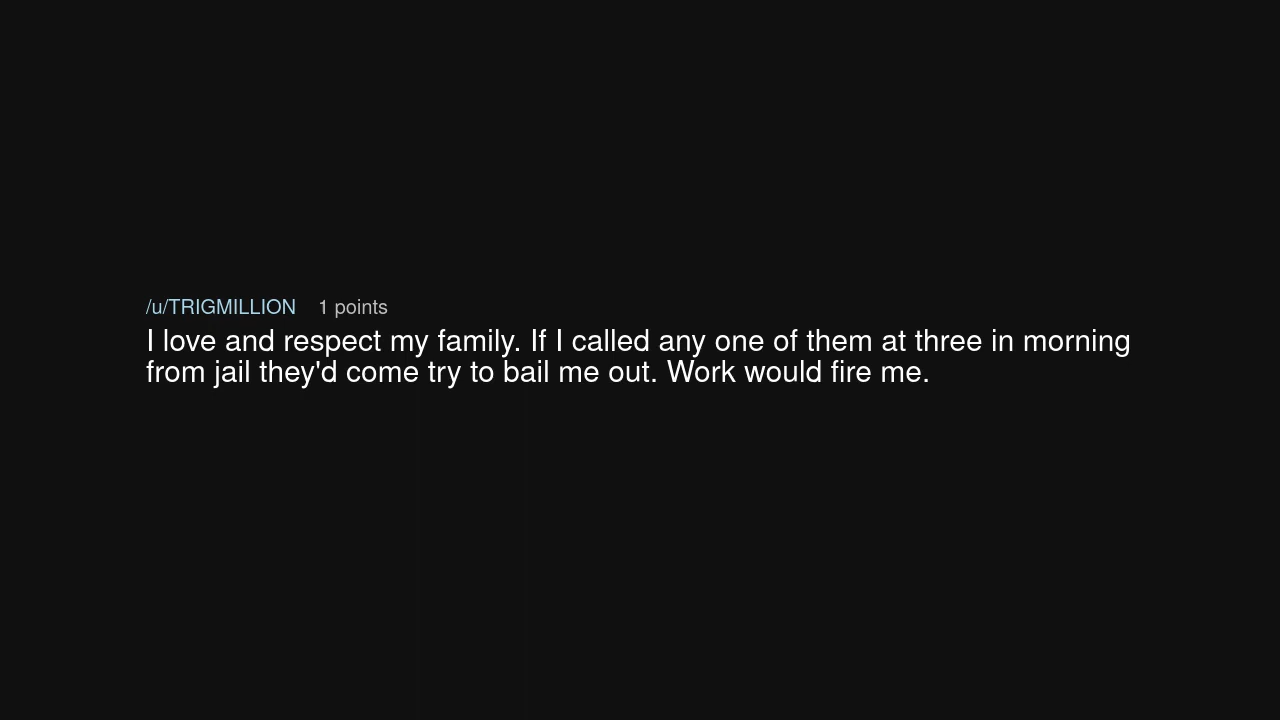 /u/TRIGMILLION 1 points
I love and respect my family. If I called any one of them at three in morning
from jail they'd come try to bail me out. Work would fire me.